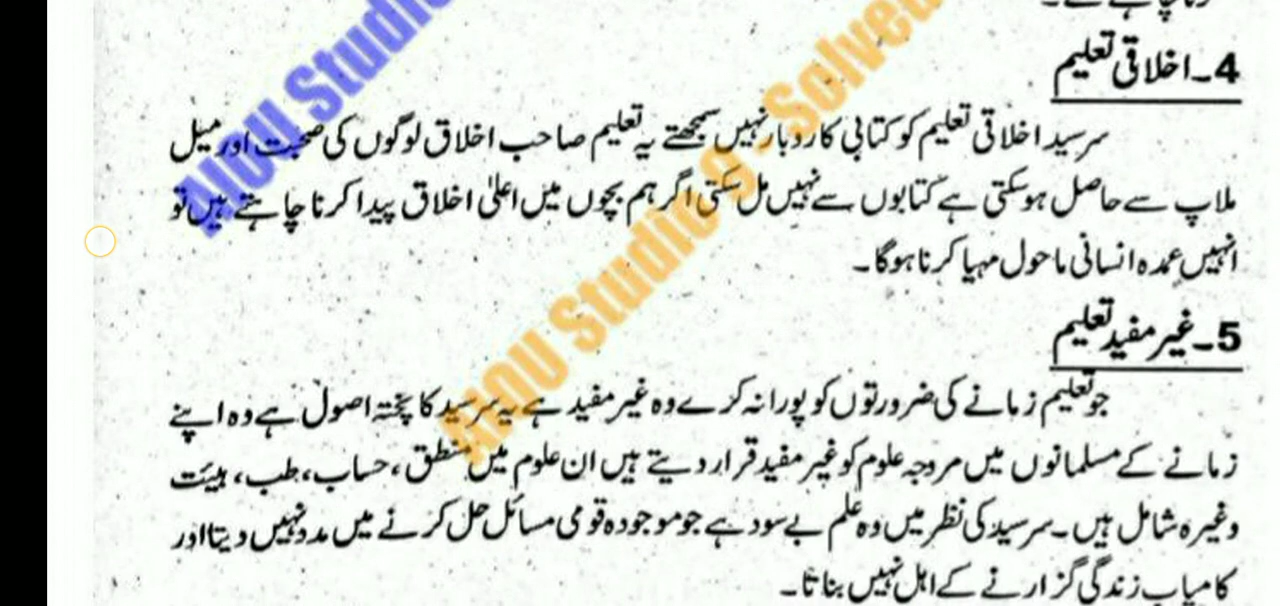 4۔اخلاقی تعلیم
سرسید اخلاقی تعلیم کو کتابی کاروبار نہیں سمجھتے یہ تعلیم صاحب اخلاق لوگوں کی صحبت اور میل
ملاپ سے حاصل ہو سکتی ہے کتابوں سے نہیں مل سکتی اگر ہم بچوں میں اعلیٰ اخلاق پیدا کرنا چاہتے ہیں تو
انہیں عمدہ انسانی ماحول مہیا کرنا ہوگا۔
5۔غیر مفید تعلیم
جو تعلیم زمانے کی ضرورتوں کو پورا نہ کرے وہ غیر مفید ہے یہ سرسید کا پختہ اصول ہے وہ اپنے
زمانے کے مسلمانوں میں مروجہ علوم کو غیر مفید قرار دیتے ہیں ان علوم میں منطق، حساب، طب، ہیئت
وغیرہ شامل ہیں۔ سرسید کی نظر میں وہ علم بے سود ہے جو موجودہ قومی مسائل حل کرنے میں مدد نہیں دیتا اور
کامیاب زندگی گزارنے کے اہل نہیں بناتا۔
AIOU Studio
AIOU Studio 9 - Solved